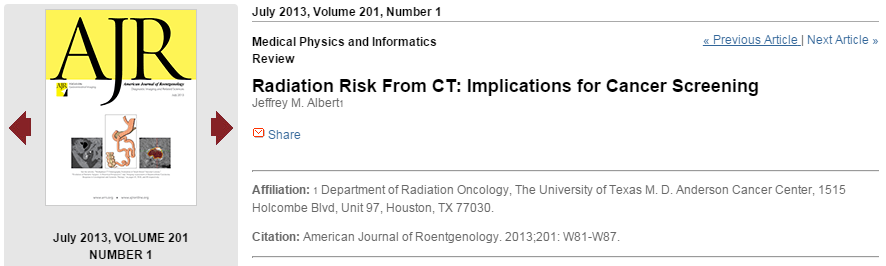 AJR
American Journal of Roentgenology
AJR
July 2013, VOLUME 201
NUMBER 1
July 2013, Volume 201, Number 1
Medical Physics and Informatics
Review
« Previous Article | Next Article »
Radiation Risk From CT: Implications for Cancer Screening
Jeffrey M. Albert1
Share
Affiliation: 1 Department of Radiation Oncology, The University of Texas M. D. Anderson Cancer Center, 1515
Holcombe Blvd, Unit 97, Houston, TX 77030.
Citation: American Journal of Roentgenology. 2013;201: W81-W87.